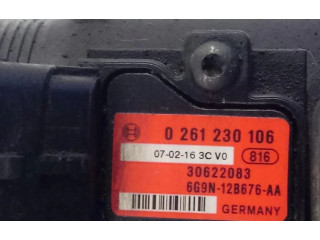 0 261 230 106
07-02-16 3C V0 816
30622083
6G9N-12B676-AA
GERMANY